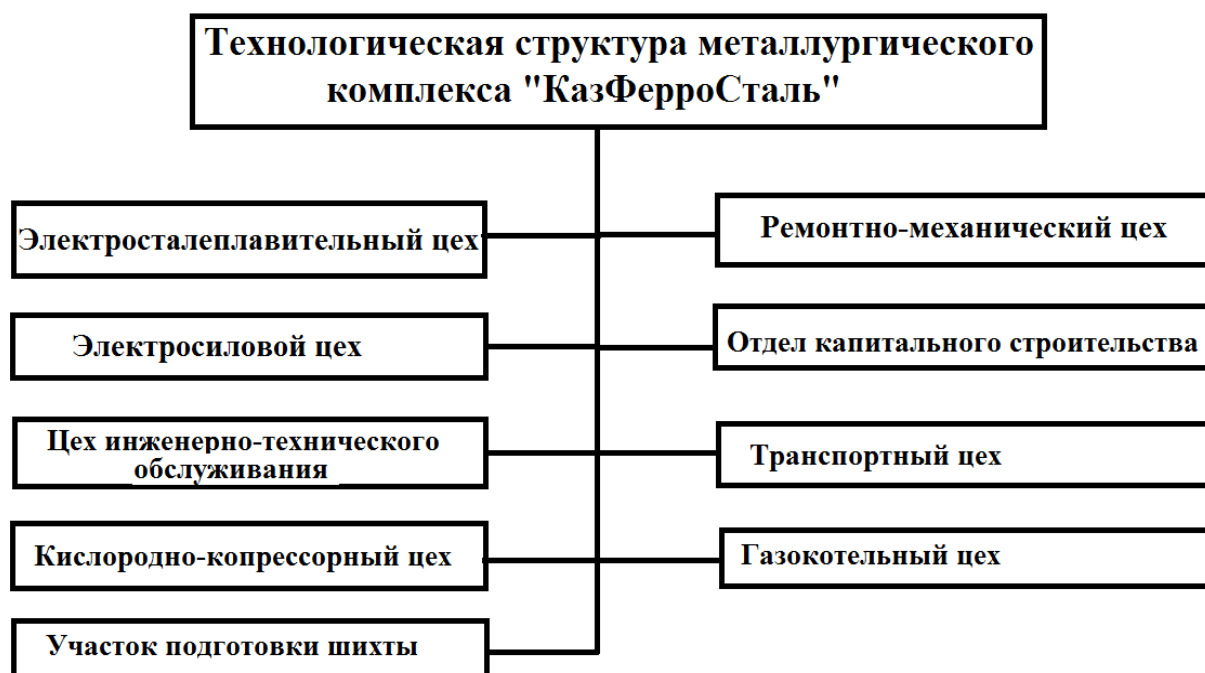 Технологическая структура металлургического
комплекса "КазФерроСталь"
Электросталеплавительный цех
Ремонтно-механический цех
Электросиловой цех
Отдел капитального строительства
Цех инженерно-технического
обслуживания
Транспортный цех
Кислородно-копрессорный цех
Газокотельный цех
Участок подготовки шихты